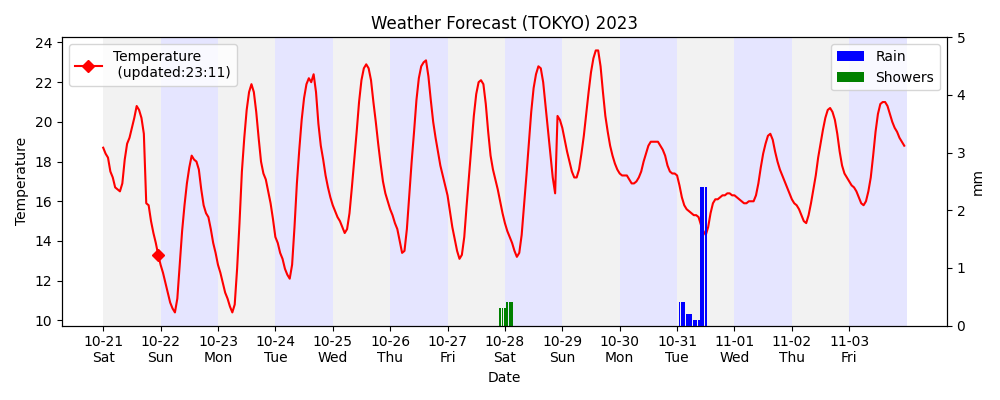 Weather Forecast (TOKYO) 2023
Temperature
(updated:23:11)
Rain
Showers
24
22
20
18
16
14
12
10
Temperature
5
4
3
2
1
0
mm
10-21 10-22 10-23 10-24 10-25 10-26 10-27 10-28 10-29 10-30 10-31 11-01 11-02 11-03
Sat Sun Mon Tue Wed Thu Fri Sat Sun Mon Tue Wed Thu Fri
Date